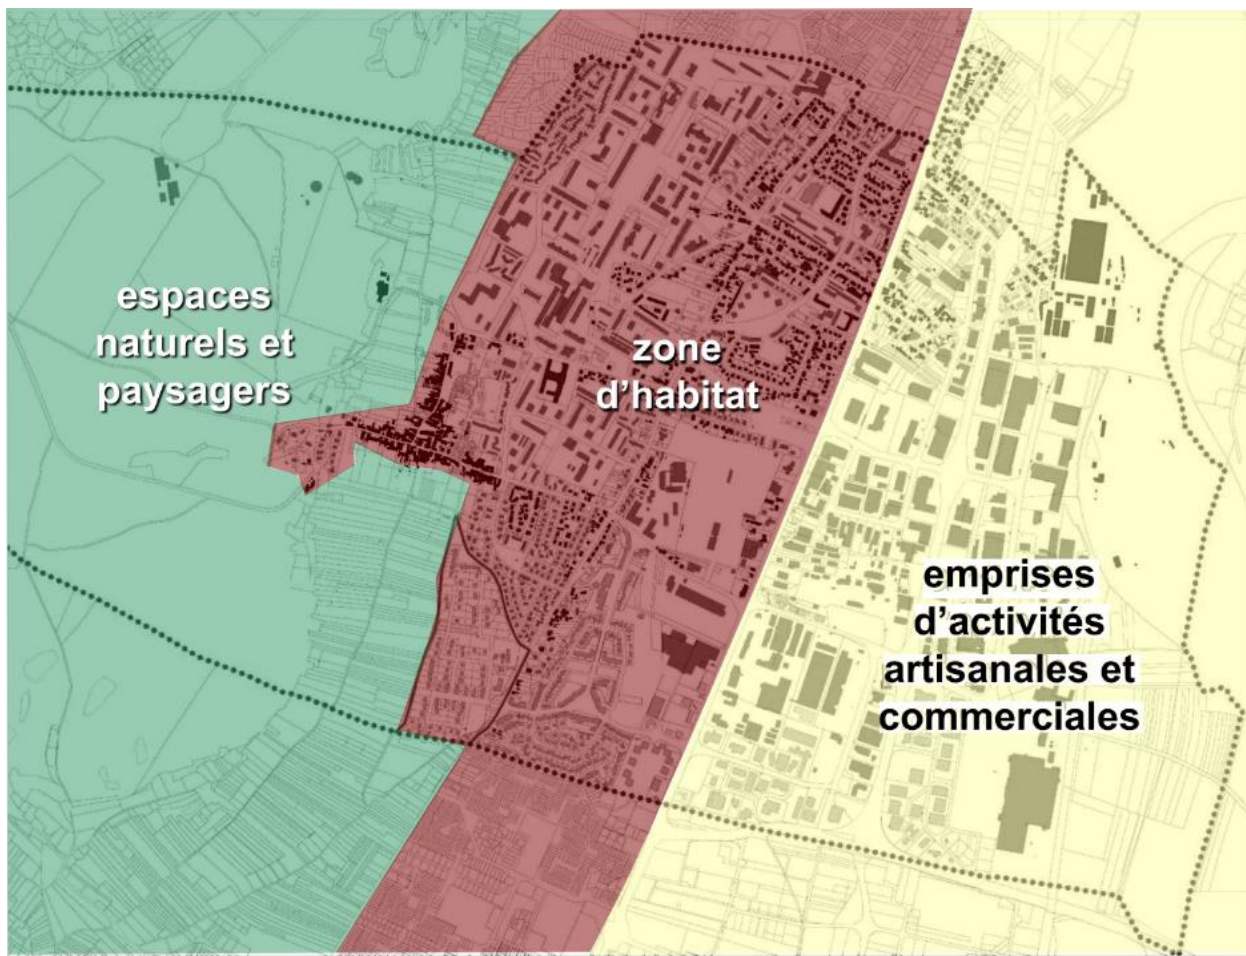 espaces
naturels et
paysagers
zone
d’habitat
emprises
d’activités
artisanales et
commerciales